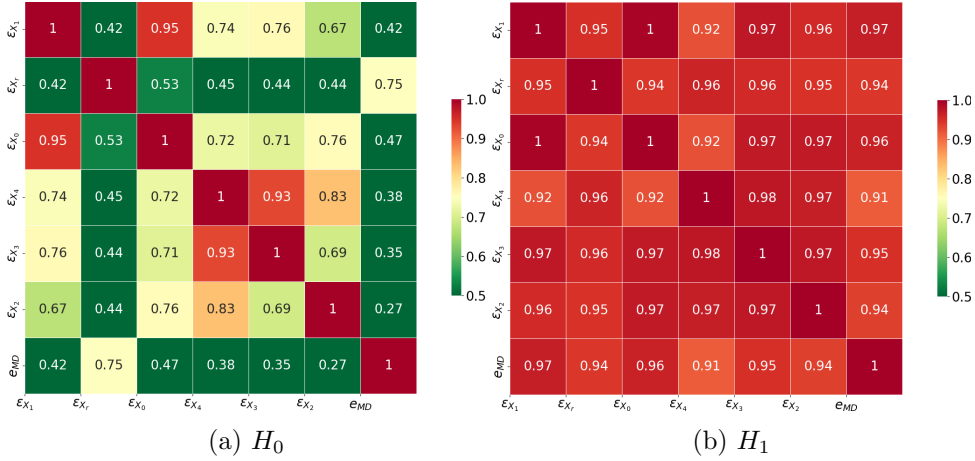 ε_{X_1} 1 0.42 0.95 0.74 0.76 0.67 0.42
ε_{X_r} 0.42 1 0.53 0.45 0.44 0.44 0.75
ε_{X_0} 0.95 0.53 1 0.72 0.71 0.76 0.47
ε_{X_4} 0.74 0.45 0.72 1 0.93 0.83 0.38
ε_{X_3} 0.76 0.44 0.71 0.93 1 0.69 0.35
ε_{X_2} 0.67 0.44 0.76 0.83 0.69 1 0.27
e_{MD} 0.42 0.75 0.47 0.38 0.35 0.27 1
ε_{X_1} ε_{X_r} ε_{X_0} ε_{X_4} ε_{X_3} ε_{X_2} e_{MD}
1.0
0.9
0.8
0.7
0.6
0.5
(a) H_0
ε_{X_1} 1 0.95 1 0.92 0.97 0.96 0.97
ε_{X_r} 0.95 1 0.94 0.96 0.96 0.95 0.94
ε_{X_0} 1 0.94 1 0.92 0.97 0.97 0.96
ε_{X_4} 0.92 0.96 0.92 1 0.98 0.97 0.91
ε_{X_3} 0.97 0.96 0.97 0.98 1 0.97 0.95
ε_{X_2} 0.96 0.95 0.97 0.97 0.97 1 0.94
e_{MD} 0.97 0.94 0.96 0.91 0.95 0.94 1
ε_{X_1} ε_{X_r} ε_{X_0} ε_{X_4} ε_{X_3} ε_{X_2} e_{MD}
1.0
0.9
0.8
0.7
0.6
0.5
(b) H_1